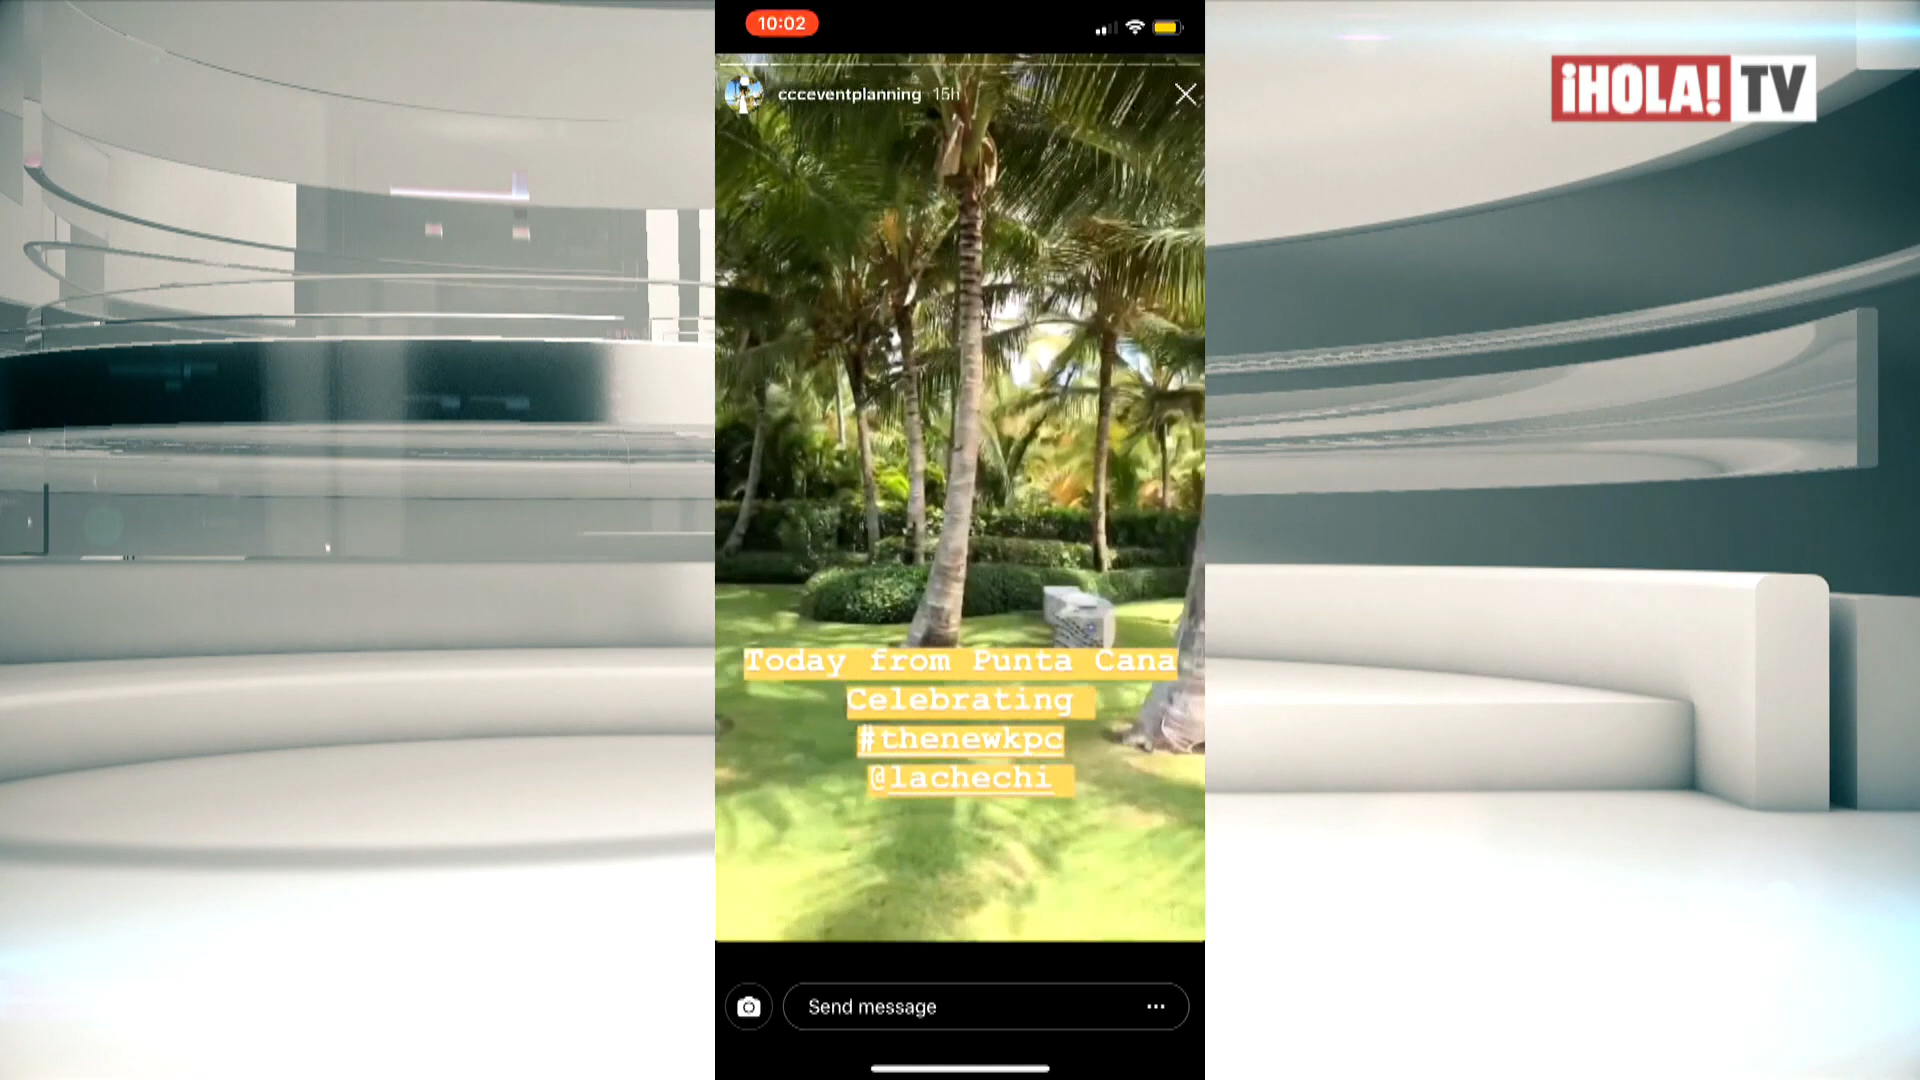 10:02
ccceventplanning 15h
¡HOLA! TV
Today from Punta Cana
Celebrating
#thenewkpc
@lachechi
Send message